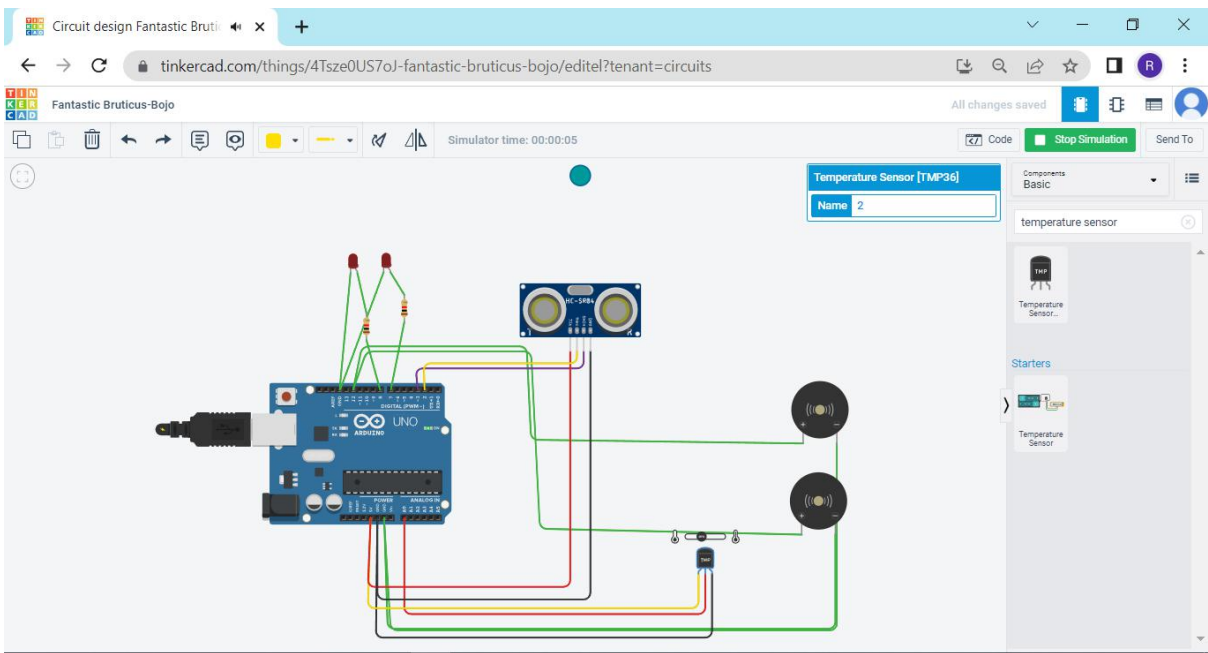 Circuit design Fantastic Bruti
tinkercad.com/things/4Tsze0US7oJ-fantastic-bruticus-bojo/editel?tenant=circuits
R
TIN
KER
CAD
Fantastic Bruticus-Bojo
All changes saved
Simulator time: 00:00:05
Code
Stop Simulation
Send To
Temperature Sensor [TMP36]
Name 2
Components
Basic
temperature sensor
TMP
Temperature
Sensor...
Starters
Temperature
Sensor
HC-SR04
DIGITAL (PWM~)
UNO
ARDUINO
POWER
ANALOG IN
TMP